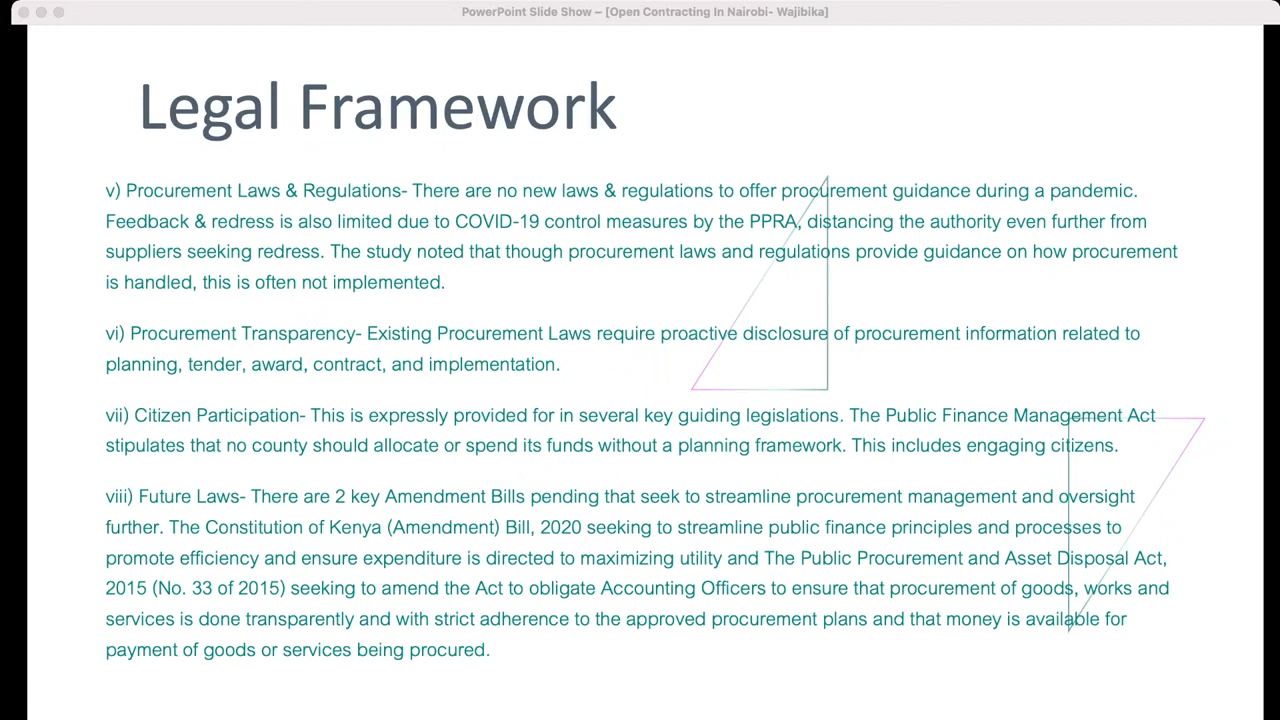 PowerPoint Slide Show – [Open Contracting In Nairobi- Wajibika]
Legal Framework
v) Procurement Laws & Regulations- There are no new laws & regulations to offer procurement guidance during a pandemic.
Feedback & redress is also limited due to COVID-19 control measures by the PPRA, distancing the authority even further from
suppliers seeking redress. The study noted that though procurement laws and regulations provide guidance on how procurement
is handled, this is often not implemented.
vi) Procurement Transparency- Existing Procurement Laws require proactive disclosure of procurement information related to
planning, tender, award, contract, and implementation.
vii) Citizen Participation- This is expressly provided for in several key guiding legislations. The Public Finance Management Act
stipulates that no county should allocate or spend its funds without a planning framework. This includes engaging citizens.
viii) Future Laws- There are 2 key Amendment Bills pending that seek to streamline procurement management and oversight
further. The Constitution of Kenya (Amendment) Bill, 2020 seeking to streamline public finance principles and processes to
promote efficiency and ensure expenditure is directed to maximizing utility and The Public Procurement and Asset Disposal Act,
2015 (No. 33 of 2015) seeking to amend the Act to obligate Accounting Officers to ensure that procurement of goods, works and
services is done transparently and with strict adherence to the approved procurement plans and that money is available for
payment of goods or services being procured.